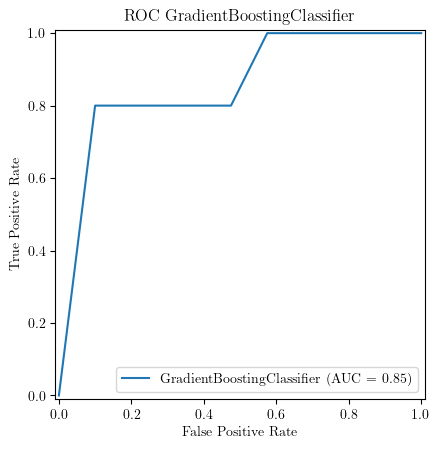 ROC GradientBoostingClassifier
1.0
0.8
0.6
0.4
0.2
0.0
True Positive Rate
GradientBoostingClassifier (AUC = 0.85)
0.0 0.2 0.4 0.6 0.8 1.0
False Positive Rate